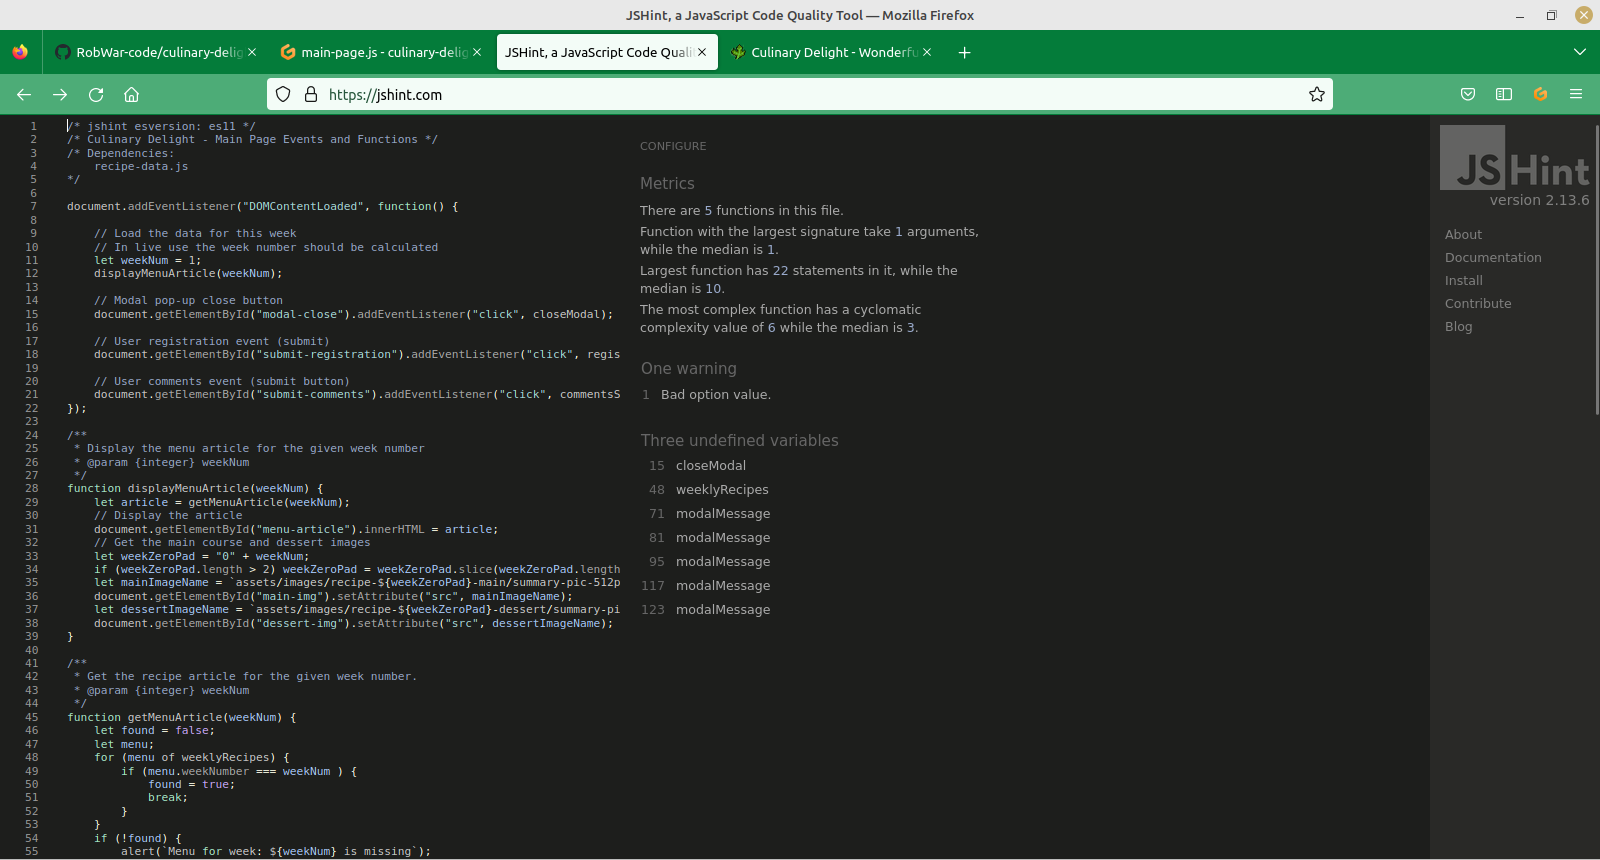 JSHint, a JavaScript Code Quality Tool — Mozilla Firefox
RobWar-code/culinary-delig
main-page.js - culinary-delig
JSHint, a JavaScript Code Quali
Culinary Delight - Wonderfu
https://jshint.com
1 /* jshint esversion: es11 */
2 /* Culinary Delight - Main Page Events and Functions */
3 /* Dependencies:
4 recipe-data.js
5 */
6
7 document.addEventListener("DOMContentLoaded", function() {
8
9 // Load the data for this week
10 // In live use the week number should be calculated
11 let weekNum = 1;
12 displayMenuArticle(weekNum);
13
14 // Modal pop-up close button
15 document.getElementById("modal-close").addEventListener("click", closeModal);
16
17 // User registration event (submit)
18 document.getElementById("submit-registration").addEventListener("click", regis
19
20 // User comments event (submit button)
21 document.getElementById("submit-comments").addEventListener("click", commentsS
22 });
23
24 /**
25 * Display the menu article for the given week number
26 * @param {integer} weekNum
27 */
28 function displayMenuArticle(weekNum) {
29 let article = getMenuArticle(weekNum);
30 // Display the article
31 document.getElementById("menu-article").innerHTML = article;
32 // Get the main course and dessert images
33 let weekZeroPad = "0" + weekNum;
34 if (weekZeroPad.length > 2) weekZeroPad = weekZeroPad.slice(weekZeroPad.length
35 let mainImageName = `assets/images/recipe-${weekZeroPad}-main/summary-pic-512p
36 document.getElementById("main-img").setAttribute("src", mainImageName);
37 let dessertImageName = `assets/images/recipe-${weekZeroPad}-dessert/summary-pi
38 document.getElementById("dessert-img").setAttribute("src", dessertImageName);
39 }
40
41 /**
42 * Get the recipe article for the given week number.
43 * @param {integer} weekNum
44 */
45 function getMenuArticle(weekNum) {
46 let found = false;
47 let menu;
48 for (menu of weeklyRecipes) {
49 if (menu.weekNumber === weekNum ) {
50 found = true;
51 break;
52 }
53 }
54 if (!found) {
55 alert(`Menu for week: ${weekNum} is missing`);
CONFIGURE
Metrics
There are 5 functions in this file.
Function with the largest signature take 1 arguments,
while the median is 1.
Largest function has 22 statements in it, while the
median is 10.
The most complex function has a cyclomatic
complexity value of 6 while the median is 3.
One warning
1 Bad option value.
Three undefined variables
15 closeModal
48 weeklyRecipes
71 modalMessage
81 modalMessage
95 modalMessage
117 modalMessage
123 modalMessage
JSHint
version 2.13.6
About
Documentation
Install
Contribute
Blog